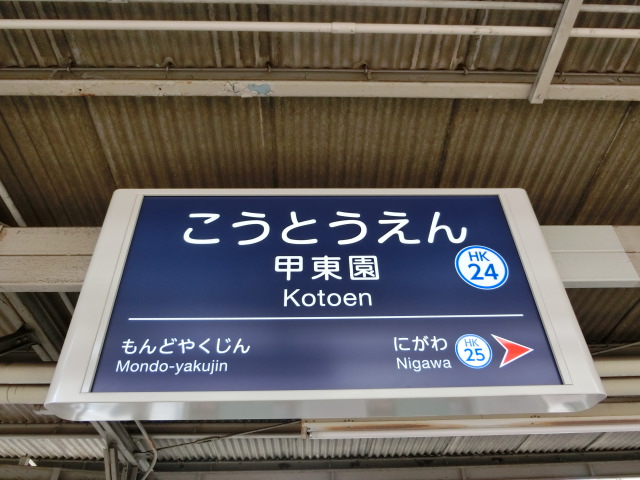 こうとうえん
甲東園
HK
24
Kotoen
もんどやくじん
Mondo-yakujin
にがわ
Nigawa
HK
25